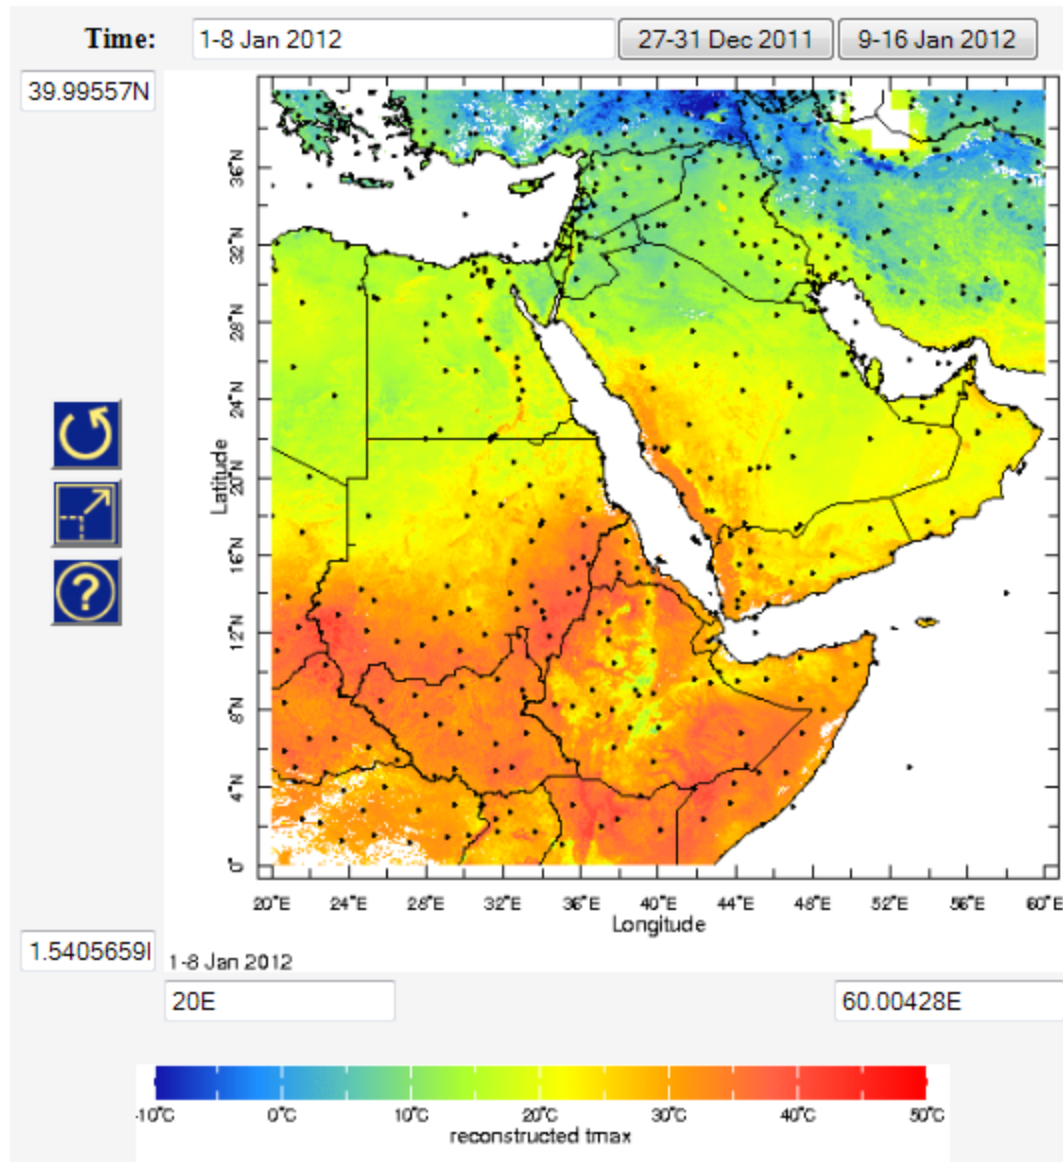 Time: 1-8 Jan 2012 27-31 Dec 2011 9-16 Jan 2012
39.99557N
36°N
32°N
28°N
24°N
Latitude
20°N
16°N
12°N
8°N
4°N
0°
20°E 24°E 28°E 32°E 36°E 40°E 44°E 48°E 52°E 56°E 60°E
Longitude
1.5405659
1-8 Jan 2012
20E 60.00428E
?
-10°C 0°C 10°C 20°C 30°C 40°C 50°C
reconstructed tmax